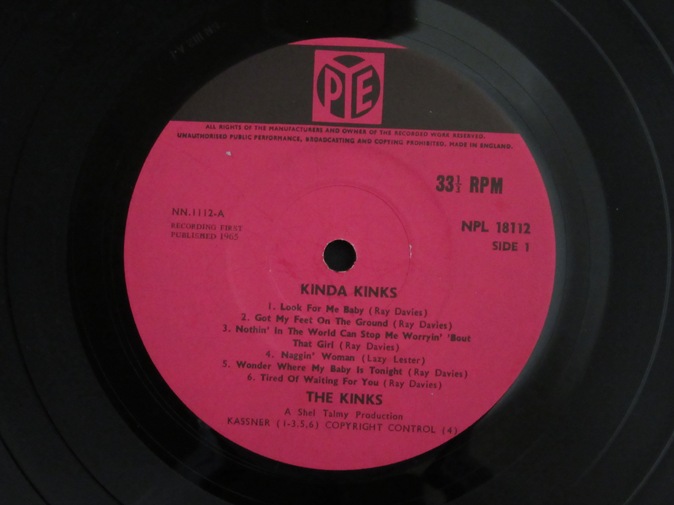 PYE
ALL RIGHTS OF THE MANUFACTURERS AND OWNER OF THE RECORDED WORK RESERVED.
UNAUTHORISED PUBLIC PERFORMANCE, BROADCASTING AND COPYING PROHIBITED. MADE IN ENGLAND.
33⅓ RPM
NN.1112-A
RECORDING FIRST
PUBLISHED 1965
NPL 18112
SIDE 1
KINDA KINKS
1. Look For Me Baby (Ray Davies)
2. Got My Feet On The Ground (Ray Davies)
3. Nothin' In The World Can Stop Me Worryin' 'Bout
That Girl (Ray Davies)
4. Naggin' Woman (Lazy Lester)
5. Wonder Where My Baby Is Tonight (Ray Davies)
6. Tired Of Waiting For You (Ray Davies)
THE KINKS
A Shel Talmy Production
KASSNER (1-3,5,6) COPYRIGHT CONTROL (4)